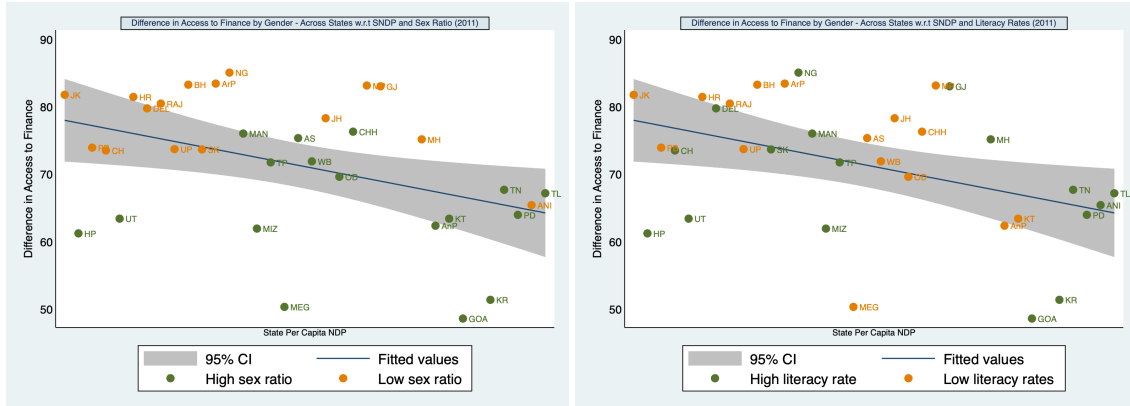 Difference in Access to Finance by Gender - Across States w.r.t SNDP and Sex Ratio (2011)
Difference in Access to Finance
90
80
70
60
50
JK
HP
CH
UT
HR
DEL
RAJ
UP
BH
SK
ArP
NG
MAN
MIZ
TP
MEG
AS
WB
JH
OD
CHH
GJ
MH
AnP
KT
GOA
KR
TN
PD
ANI
TL
State Per Capita NDP
95% CI
Fitted values
High sex ratio
Low sex ratio
Difference in Access to Finance by Gender - Across States w.r.t SNDP and Literacy Rates (2011)
Difference in Access to Finance
90
80
70
60
50
JK
HP
CH
UT
HR
DEL
RAJ
UP
BH
SK
ArP
NG
MAN
MIZ
TP
MEG
AS
WB
JH
CHH
GJ
MH
AnP
KT
GOA
KR
TN
PD
ANI
TL
State Per Capita NDP
95% CI
Fitted values
High literacy rate
Low literacy rates